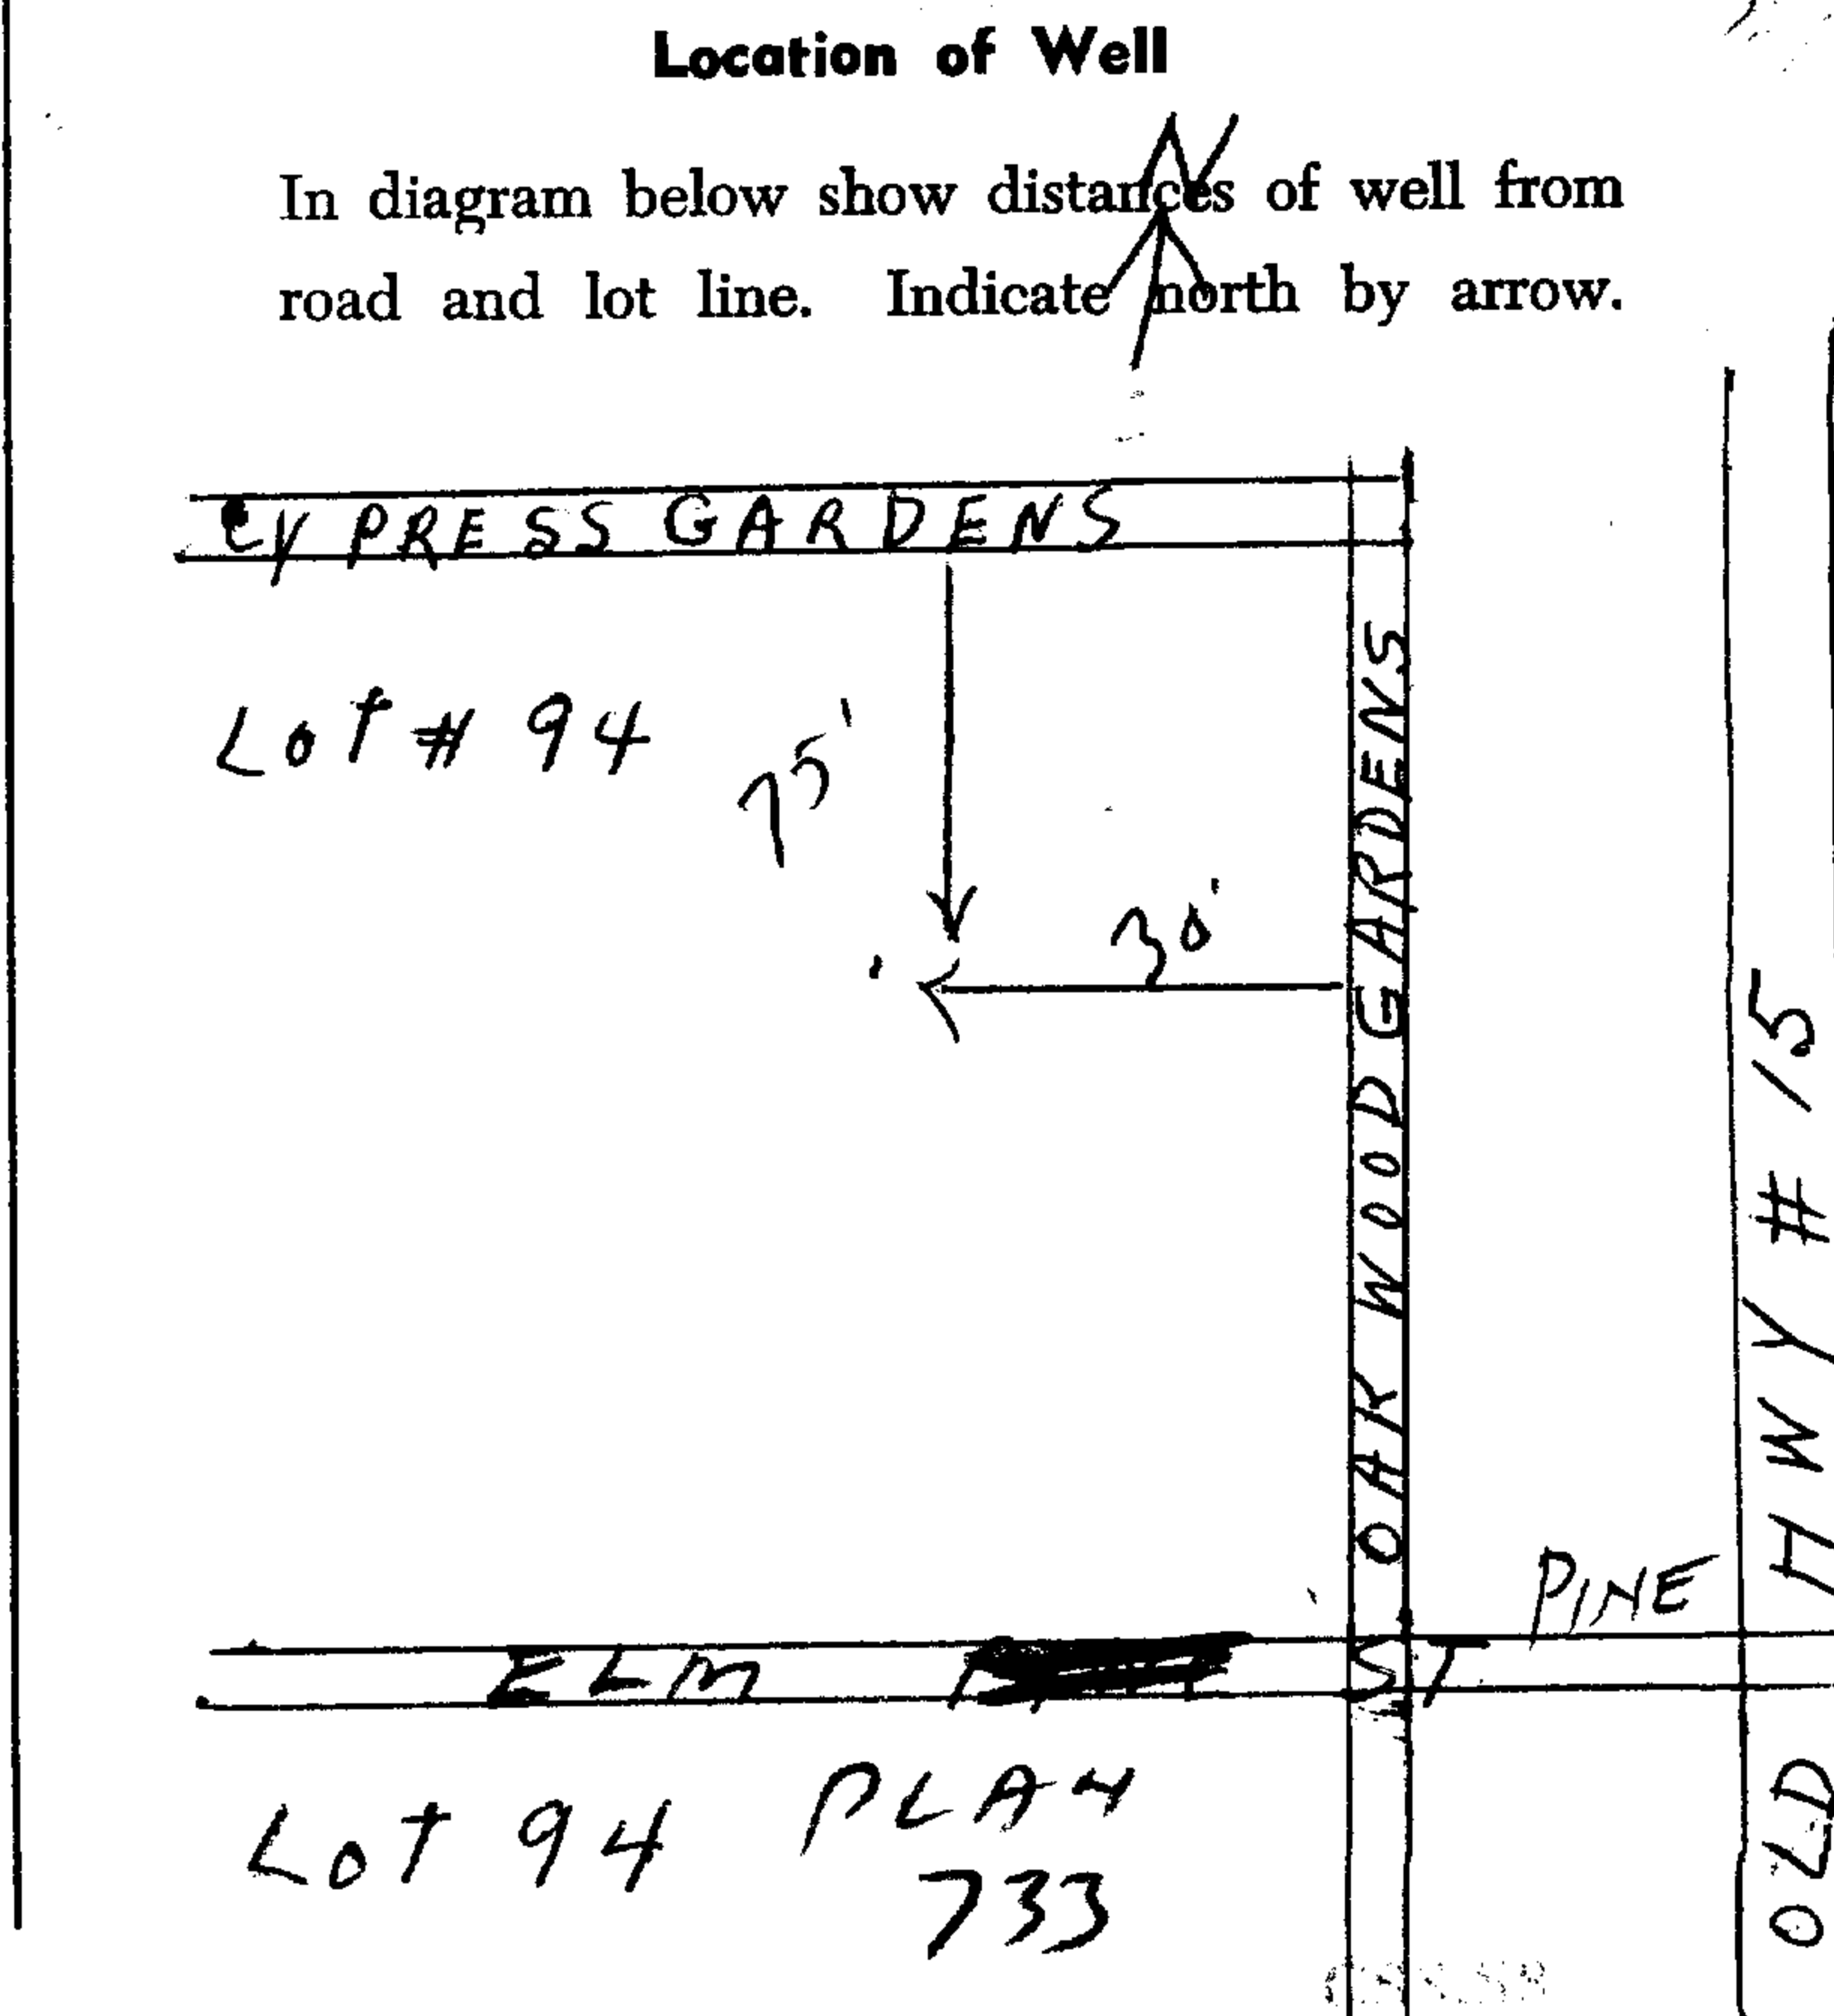 Location of Well
In diagram below show distances of well from
road and lot line. Indicate north by arrow.
N
CYPRESS GARDENS
Lot # 94
75'
30'
OAK WOOD GARDENS
OLD HWY # 15
PINE
ELM ST
Lot 94 PLAN
733